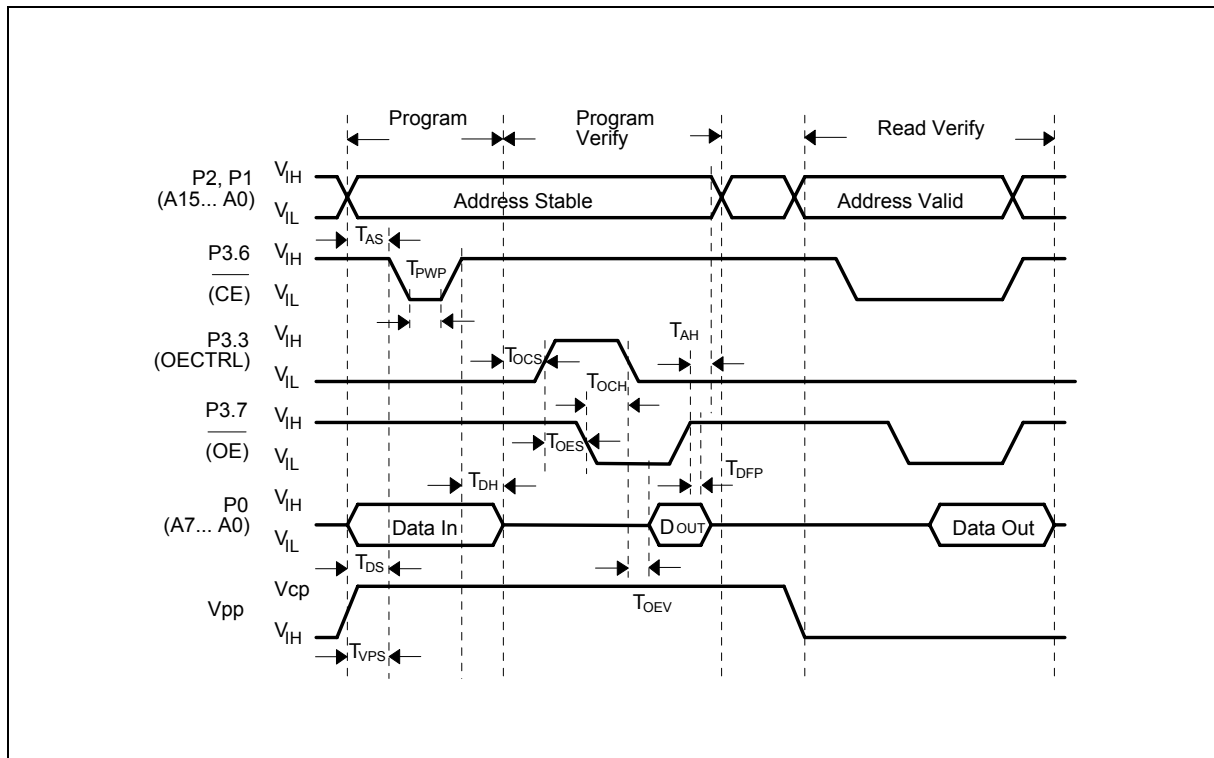 Program
Program
Verify
Read Verify
P2, P1
(A15... A0)
VIH
VIL
Address Stable
Address Valid
TAS
P3.6
(CE)
VIH
VIL
TPWP
P3.3
(OECTRL)
VIH
VIL
TOCS
TAH
TOCH
P3.7
(OE)
VIH
VIL
TOES
TDFP
TDH
P0
(A7... A0)
VIH
VIL
Data In
DOUT
Data Out
TDS
Vpp
Vcp
VIH
TOEV
TVPS